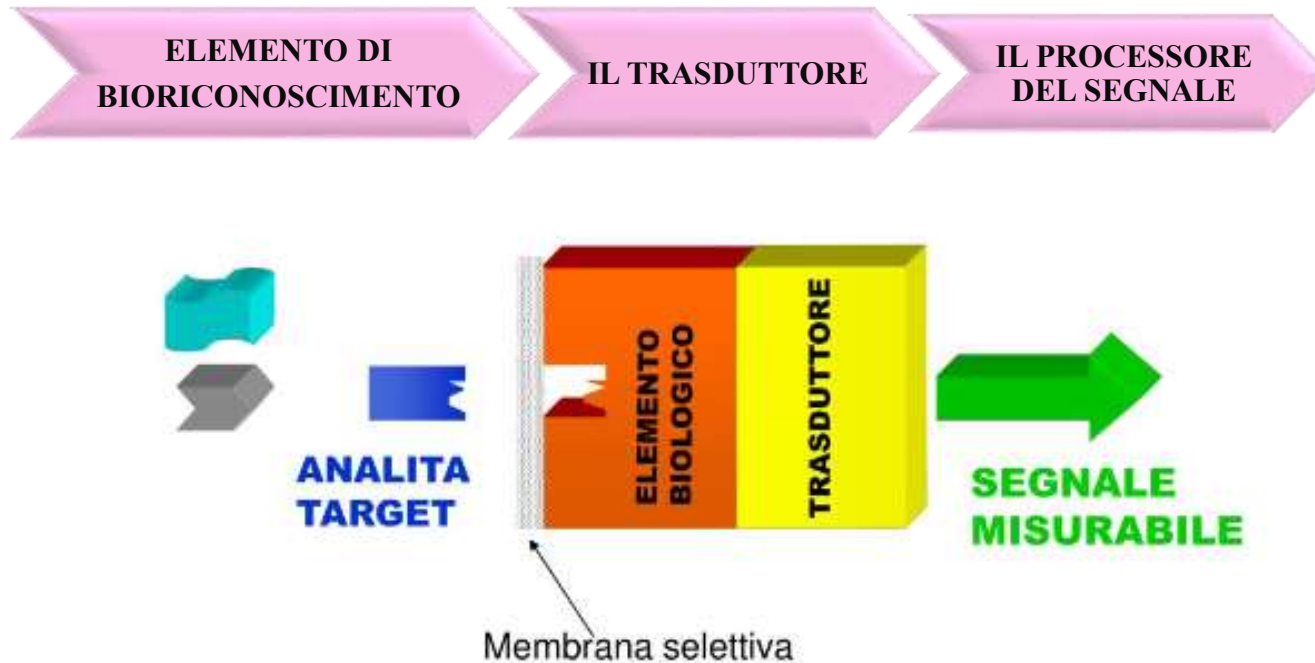 ELEMENTO DI
BIORICONOSCIMENTO
IL TRASDUTTORE
IL PROCESSORE
DEL SEGNALE
ANALITA
TARGET
ELEMENTO
BIOLOGICO
TRASDUTTORE
SEGNALE
MISURABILE
Membrana selettiva